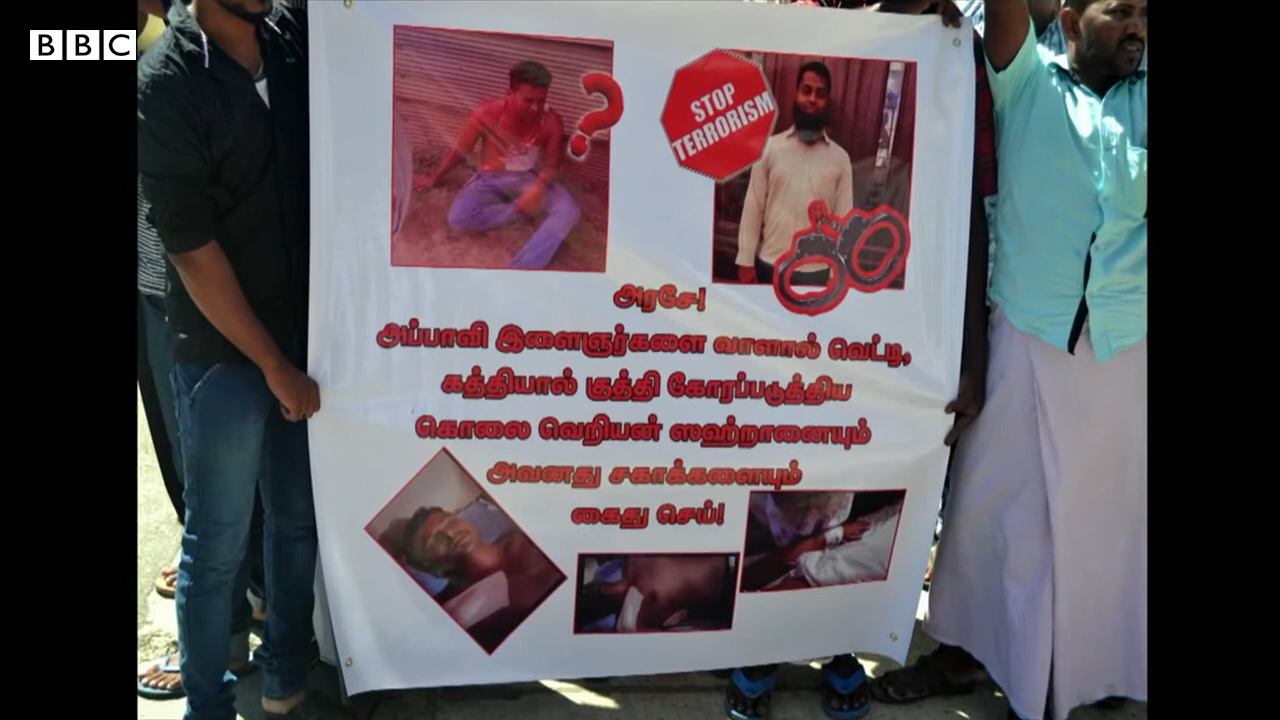 BBC
STOP
TERRORISM
அரசே!
அப்பாவி இளைஞர்களை வாளால் வெட்டி,
கத்தியால் குத்தி கோரப்படுத்திய
கொலை வெறியன் ஸஹ்றானையும்
அவனது சகாக்களையும்
கைது செய்!